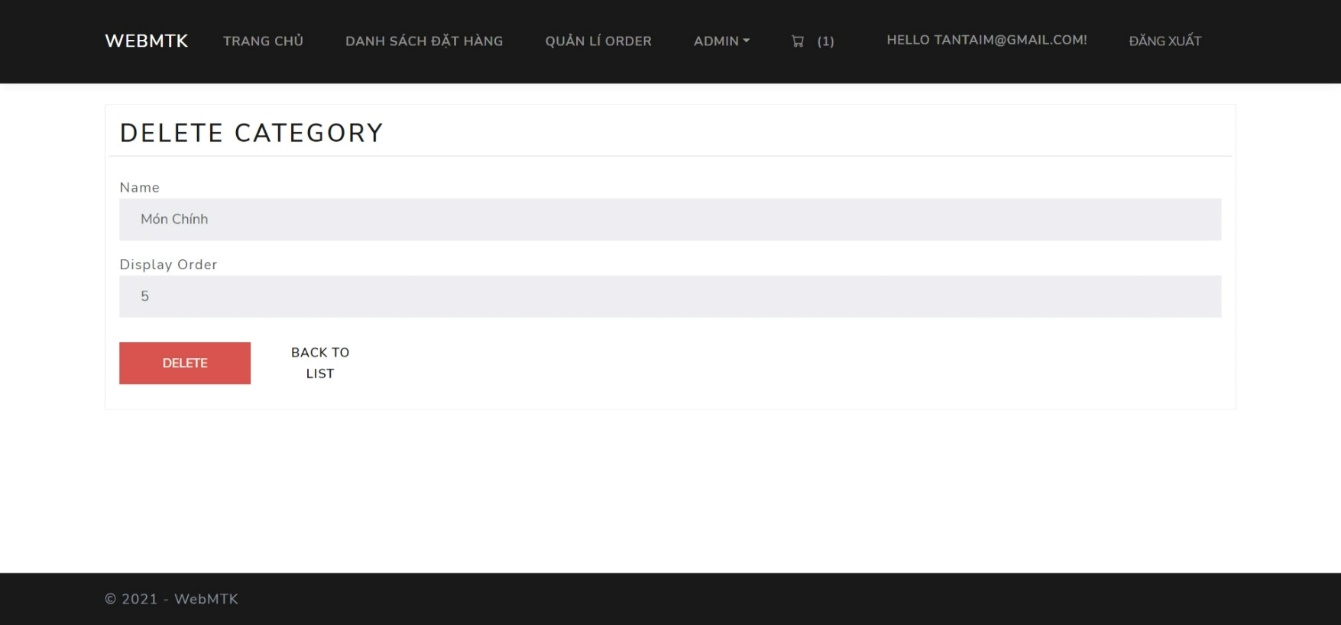 WEBMTK TRANG CHỦ DANH SÁCH ĐẶT HÀNG QUẢN LÍ ORDER ADMIN (1) HELLO TANTAIM@GMAIL.COM! ĐĂNG XUẤT
DELETE CATEGORY
Name
Món Chính
Display Order
5
DELETE
BACK TO
LIST
© 2021 - WebMTK